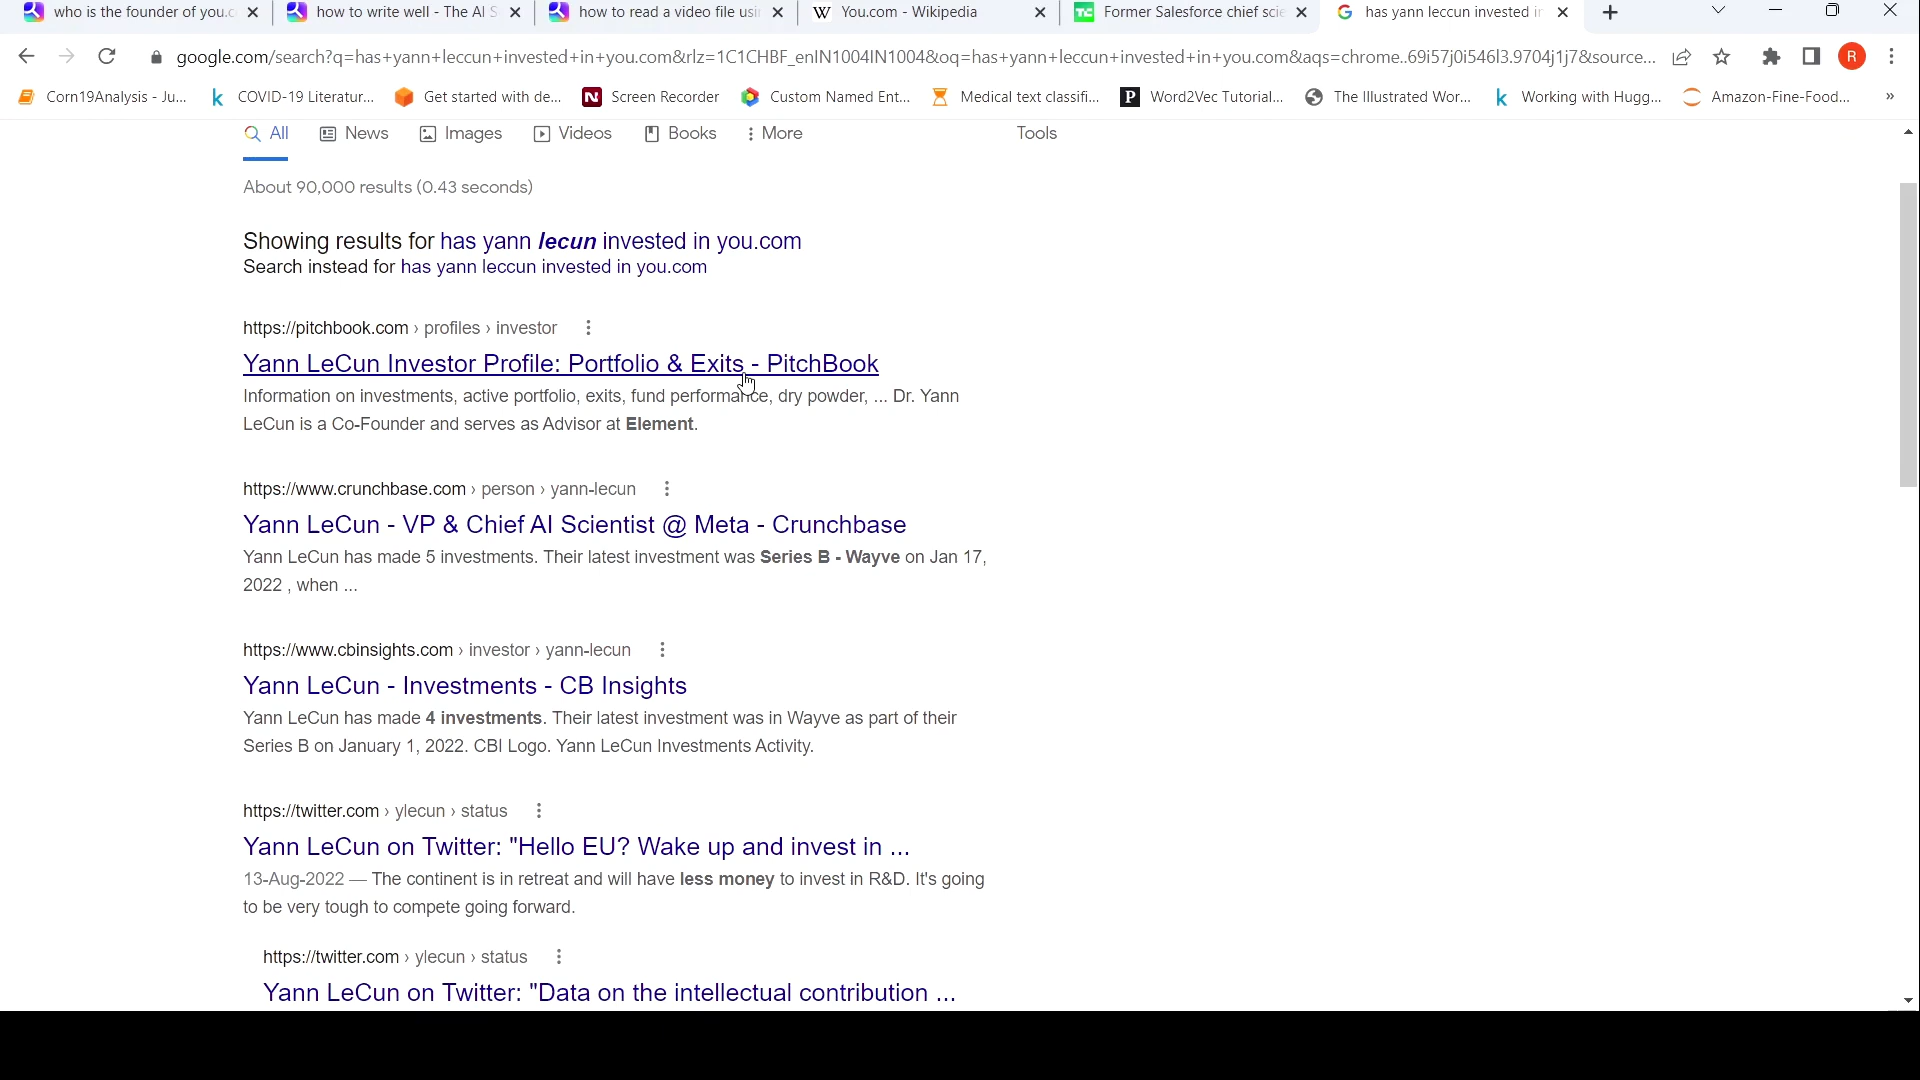 who is the founder of you.c
how to write well - The AI S
how to read a video file usi
You.com - Wikipedia
Former Salesforce chief scie
has yann leccun invested in
google.com/search?q=has+yann+leccun+invested+in+you.com&rlz=1C1CHBF_enIN1004IN1004&oq=has+yann+leccun+invested+in+you.com&aqs=chrome..69i57j0i546l3.9704j1j7&source...
R
Corn19Analysis - Ju...
COVID-19 Literatur...
Get started with de...
Screen Recorder
Custom Named Ent...
Medical text classifi...
Word2Vec Tutorial...
The Illustrated Wor...
Working with Hugg...
Amazon-Fine-Food...
»
All News Images Videos Books More Tools
About 90,000 results (0.43 seconds)
Showing results for has yann lecun invested in you.com
Search instead for has yann leccun invested in you.com
https://pitchbook.com › profiles › investor
Yann LeCun Investor Profile: Portfolio & Exits - PitchBook
Information on investments, active portfolio, exits, fund performance, dry powder, ... Dr. Yann
LeCun is a Co-Founder and serves as Advisor at Element.
https://www.crunchbase.com › person › yann-lecun
Yann LeCun - VP & Chief AI Scientist @ Meta - Crunchbase
Yann LeCun has made 5 investments. Their latest investment was Series B - Wayve on Jan 17,
2022 , when ...
https://www.cbinsights.com › investor › yann-lecun
Yann LeCun - Investments - CB Insights
Yann LeCun has made 4 investments. Their latest investment was in Wayve as part of their
Series B on January 1, 2022. CBI Logo. Yann LeCun Investments Activity.
https://twitter.com › ylecun › status
Yann LeCun on Twitter: "Hello EU? Wake up and invest in ...
13-Aug-2022 — The continent is in retreat and will have less money to invest in R&D. It's going
to be very tough to compete going forward.
https://twitter.com › ylecun › status
Yann LeCun on Twitter: "Data on the intellectual contribution ...